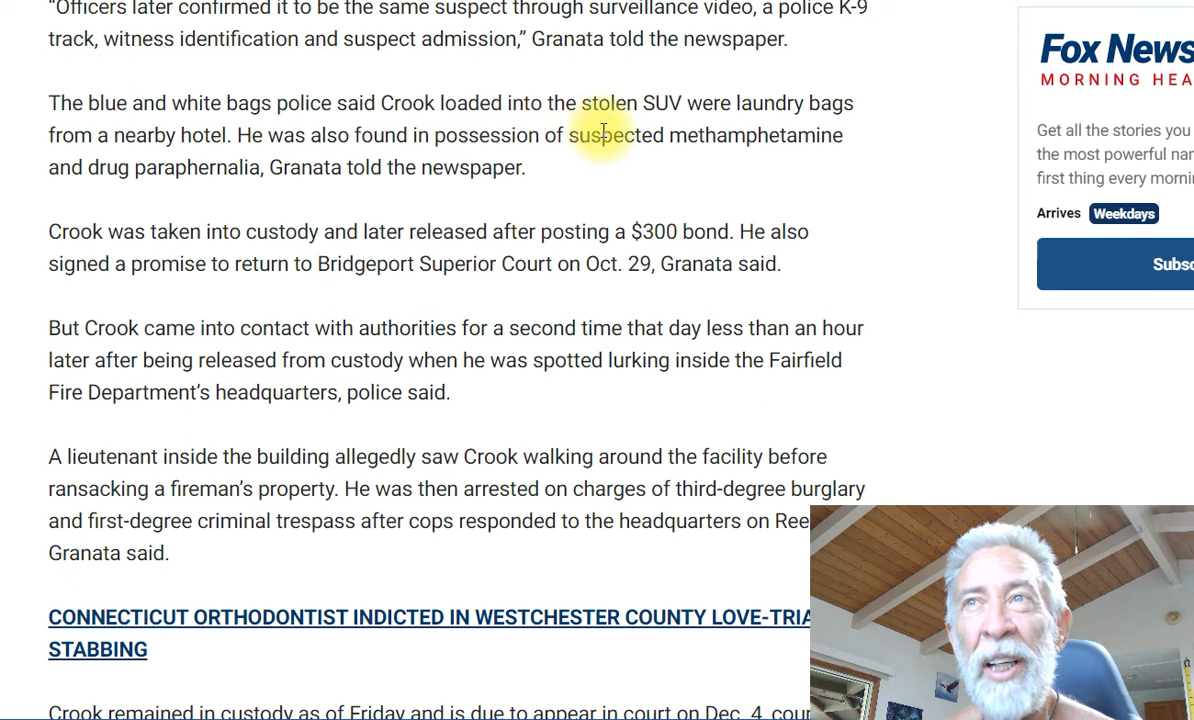 “Officers later confirmed it to be the same suspect through surveillance video, a police K-9
track, witness identification and suspect admission,” Granata told the newspaper.
The blue and white bags police said Crook loaded into the stolen SUV were laundry bags
from a nearby hotel. He was also found in possession of suspected methamphetamine
and drug paraphernalia, Granata told the newspaper.
Crook was taken into custody and later released after posting a $300 bond. He also
signed a promise to return to Bridgeport Superior Court on Oct. 29, Granata said.
But Crook came into contact with authorities for a second time that day less than an hour
later after being released from custody when he was spotted lurking inside the Fairfield
Fire Department’s headquarters, police said.
A lieutenant inside the building allegedly saw Crook walking around the facility before
ransacking a fireman’s property. He was then arrested on charges of third-degree burglary
and first-degree criminal trespass after cops responded to the headquarters on Ree
Granata said.
CONNECTICUT ORTHODONTIST INDICTED IN WESTCHESTER COUNTY LOVE-TRIA
STABBING
Crook remained in custody as of Friday and is due to appear in court on Dec. 4, cour
Fox News
MORNING HEA
Get all the stories you
the most powerful nar
first thing every morni
Arrives Weekdays
Subsc